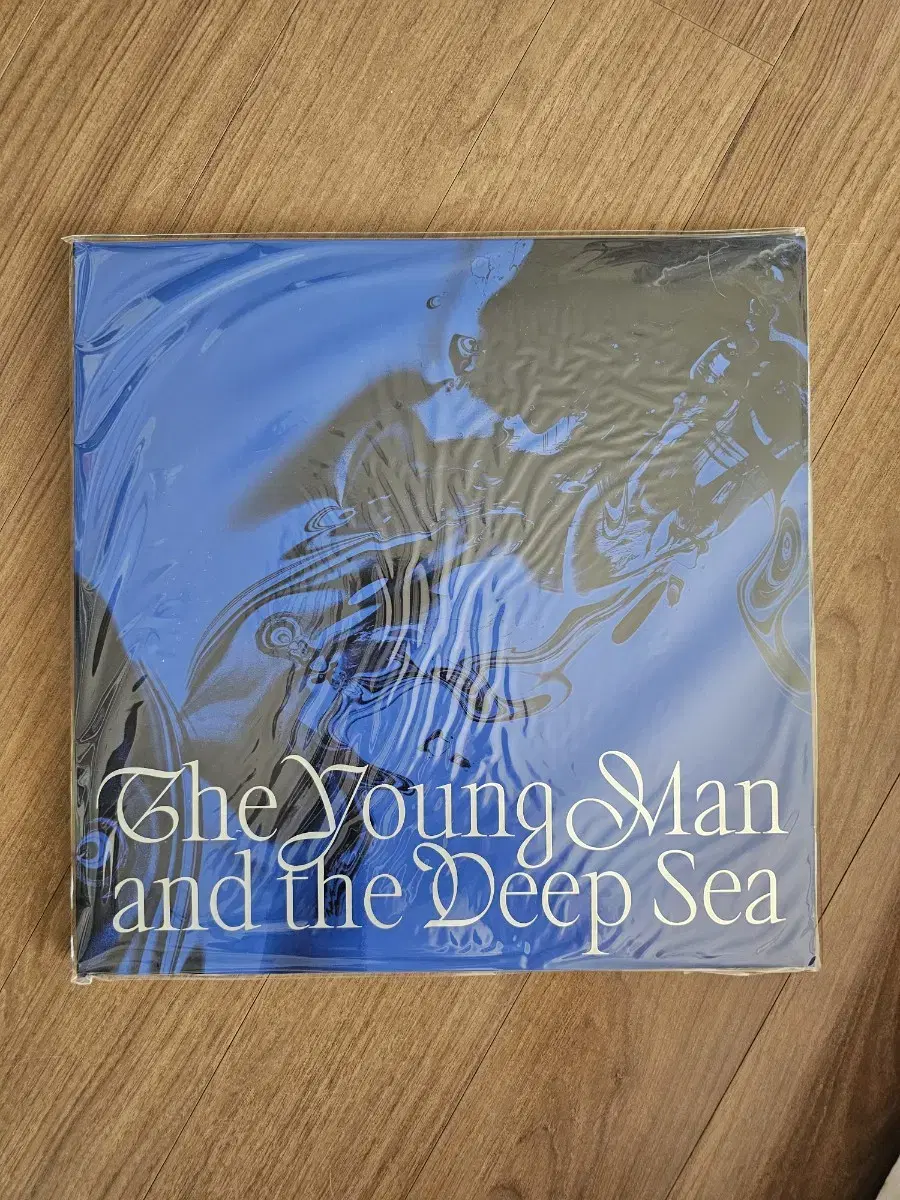 The Young Man
and the Deep Sea